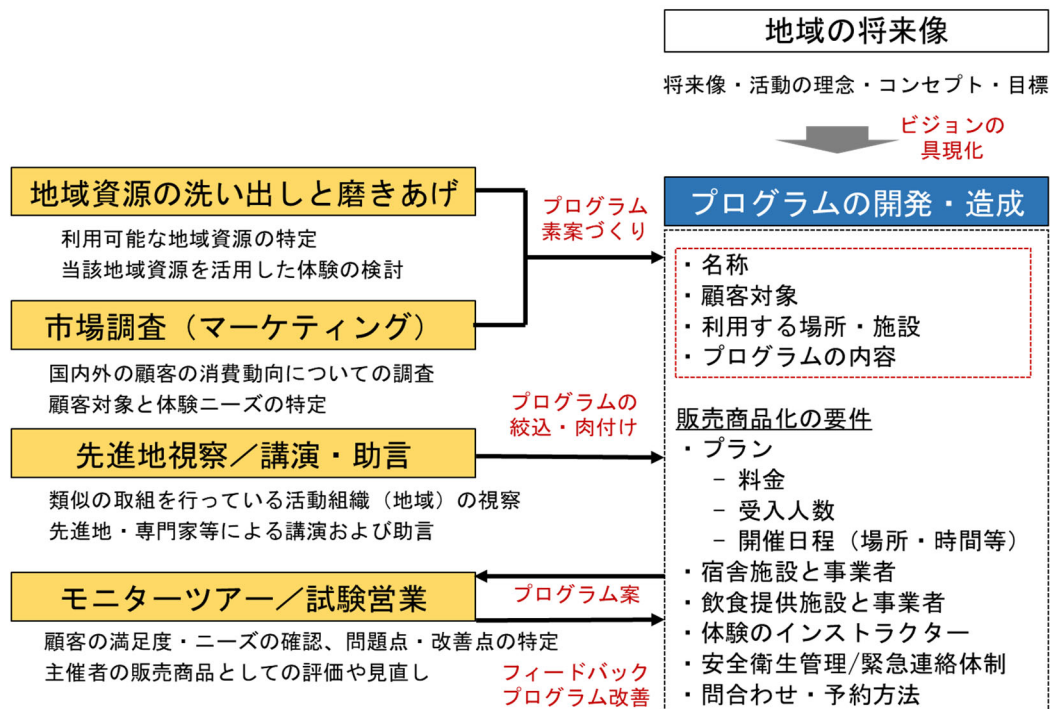 地域の将来像
将来像・活動の理念・コンセプト・目標
ビジョンの
具現化
地域資源の洗い出しと磨きあげ
利用可能な地域資源の特定
当該地域資源を活用した体験の検討
市場調査（マーケティング）
国内外の顧客の消費動向についての調査
顧客対象と体験ニーズの特定
プログラム
素案づくり
先進地視察／講演・助言
類似の取組を行っている活動組織（地域）の視察
先進地・専門家等による講演および助言
プログラムの
絞込・肉付け
モニターツアー／試験営業
顧客の満足度・ニーズの確認、問題点・改善点の特定
主催者の販売商品としての評価や見直し
プログラム案
フィードバック
プログラム改善
プログラムの開発・造成
・名称
・顧客対象
・利用する場所・施設
・プログラムの内容
販売商品化の要件
・プラン
− 料金
− 受入人数
− 開催日程（場所・時間等）
・宿舎施設と事業者
・飲食提供施設と事業者
・体験のインストラクター
・安全衛生管理/緊急連絡体制
・問合わせ・予約方法